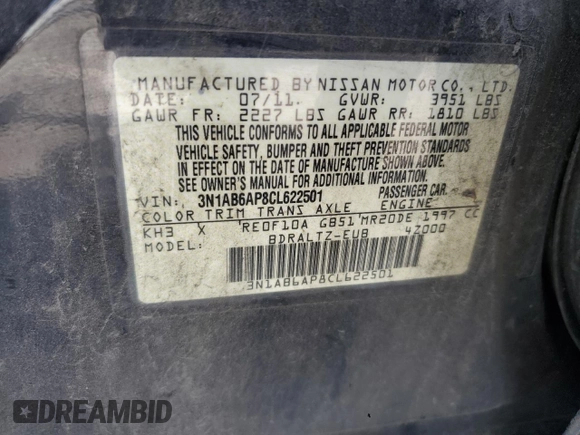 MANUFACTURED BY NISSAN MOTOR CO., LTD.
DATE: 07/11. GVWR: 3951 LBS
GAWR FR: 2227 LBS GAWR RR: 1810 LBS
THIS VEHICLE CONFORMS TO ALL APPLICABLE FEDERAL MOTOR
VEHICLE SAFETY, BUMPER AND THEFT PREVENTION STANDARDS
IN EFFECT ON THE DATE OF MANUFACTURE SHOWN ABOVE.
SEE OWNER'S MANUAL FOR ADDITIONAL INFORMATION.
VIN: 3N1AB6AP8CL622501 PASSENGER CAR
COLOR TRIM TRANS AXLE ENGINE
KH3 X RE0F10A GB51 MR20DE 1997 CC
MODEL: BDRALTZ-EUB 4Z000
3N1AB6AP8CL622501
DREAMBID